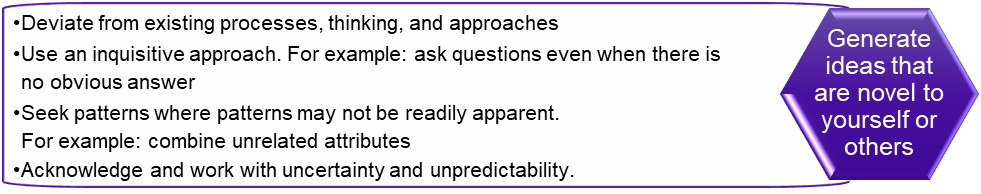 •Deviate from existing processes, thinking, and approaches
•Use an inquisitive approach. For example: ask questions even when there is
no obvious answer
•Seek patterns where patterns may not be readily apparent.
For example: combine unrelated attributes
•Acknowledge and work with uncertainty and unpredictability.
Generate
ideas that
are novel to
yourself or
others